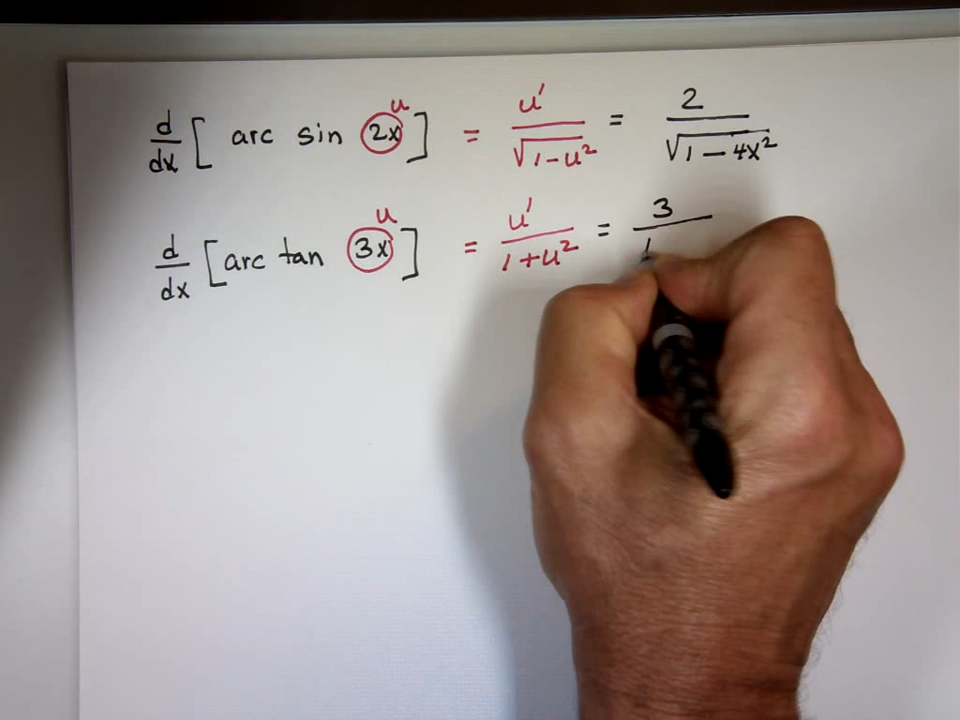 d/dx [ arc sin 2x ] = u'/√(1-u²) = 2/√(1-4x²) u
d/dx [ arc tan 3x ] = u'/(1+u²) = 3/1 u